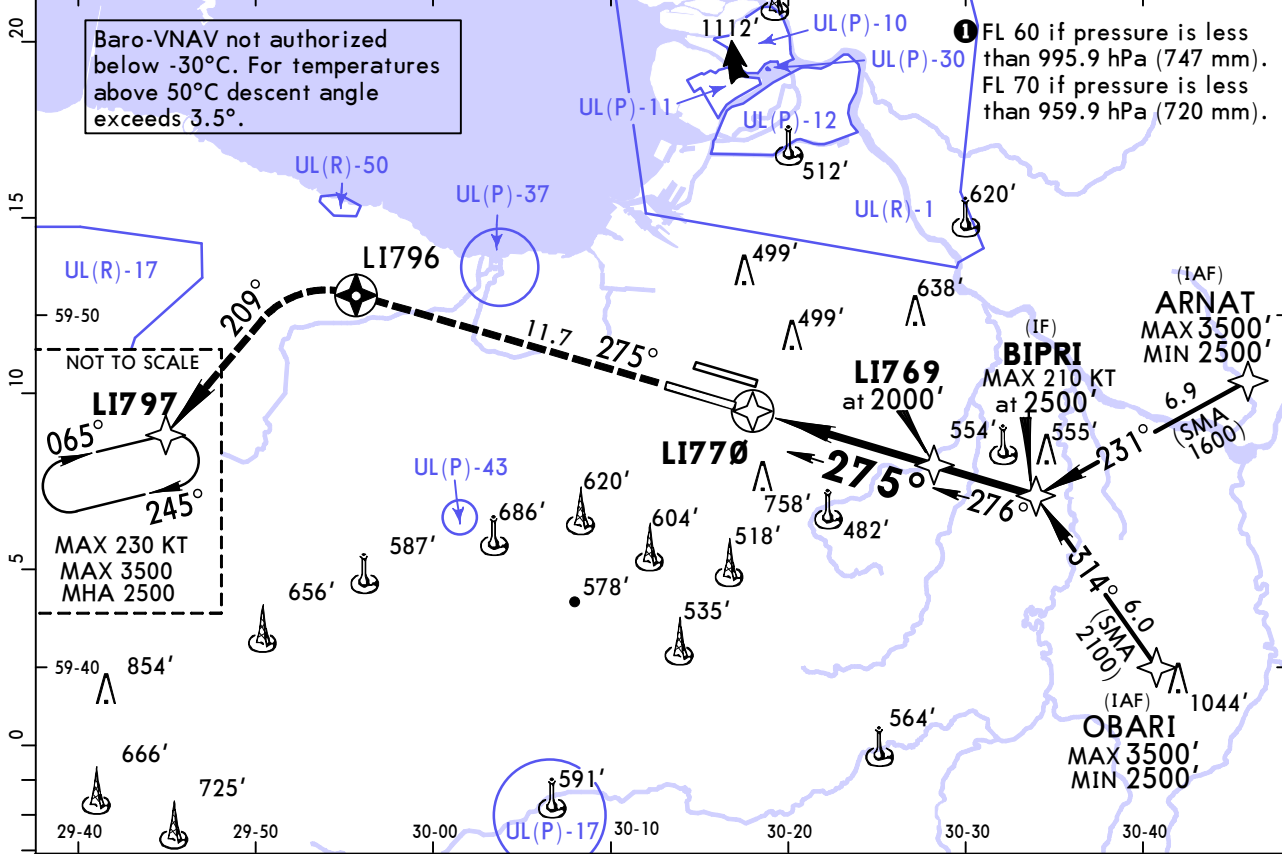 20
Baro-VNAV not authorized
below -30°C. For temperatures
above 50°C descent angle
exceeds 3.5°.
1112'
UL(P)-10
UL(P)-30
UL(P)-11
UL(P)-12
512'
1 FL 60 if pressure is less
than 995.9 hPa (747 mm).
FL 70 if pressure is less
than 959.9 hPa (720 mm).
15
UL(R)-50
UL(P)-37
UL(R)-1
620'
UL(R)-17
LI796
209°
499'
638'
499'
59-50
11.7
275°
(IAF)
ARNAT
MAX 3500'
MIN 2500'
(IF)
BIPRI
MAX 210 KT
at 2500'
LI769
at 2000'
6.9
(SMA
1600)
231°
NOT TO SCALE
LI797
065°
245°
MAX 230 KT
MAX 3500
MHA 2500
10
LI770
275°
276°
554'
555'
758'
482'
UL(P)-43
620'
686'
604'
518'
587'
578'
535'
656'
5
314°
6.0
(SMA
2100)
59-40
854'
1044'
(IAF)
OBARI
MAX 3500'
MIN 2500'
564'
0
666'
725'
591'
UL(P)-17
29-40
29-50
30-00
30-10
30-20
30-30
30-40